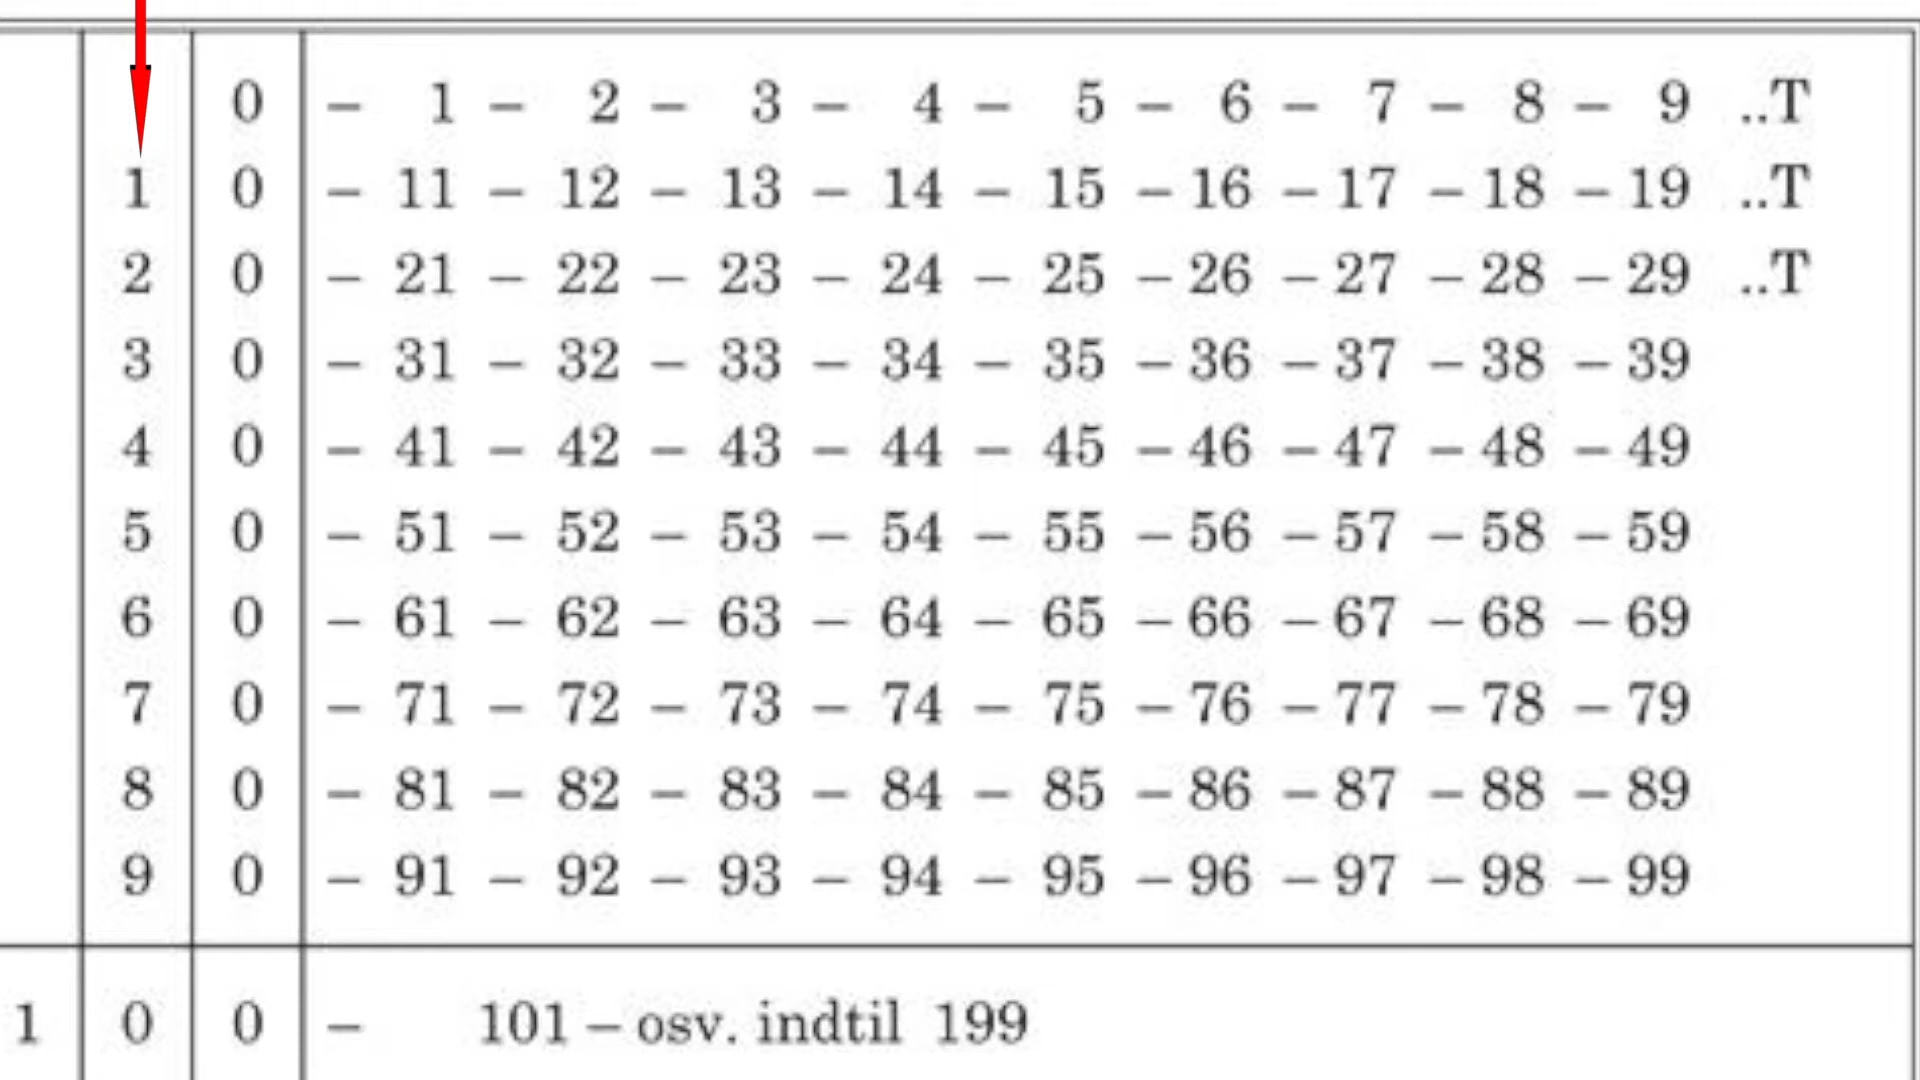 0 – 1 – 2 – 3 – 4 – 5 – 6 – 7 – 8 – 9 ..T
1 0 – 11 – 12 – 13 – 14 – 15 – 16 – 17 – 18 – 19 ..T
2 0 – 21 – 22 – 23 – 24 – 25 – 26 – 27 – 28 – 29 ..T
3 0 – 31 – 32 – 33 – 34 – 35 – 36 – 37 – 38 – 39
4 0 – 41 – 42 – 43 – 44 – 45 – 46 – 47 – 48 – 49
5 0 – 51 – 52 – 53 – 54 – 55 – 56 – 57 – 58 – 59
6 0 – 61 – 62 – 63 – 64 – 65 – 66 – 67 – 68 – 69
7 0 – 71 – 72 – 73 – 74 – 75 – 76 – 77 – 78 – 79
8 0 – 81 – 82 – 83 – 84 – 85 – 86 – 87 – 88 – 89
9 0 – 91 – 92 – 93 – 94 – 95 – 96 – 97 – 98 – 99
1 0 0 – 101 – osv. indtil 199